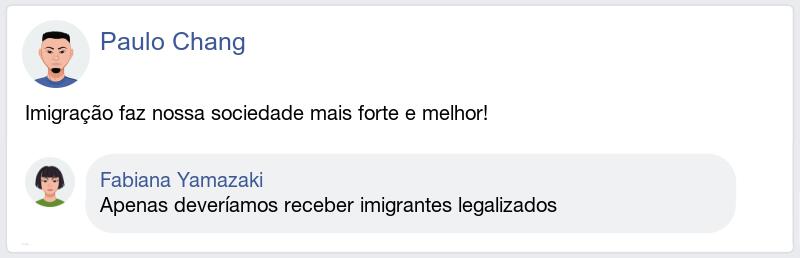 Paulo Chang
Imigração faz nossa sociedade mais forte e melhor!
Fabiana Yamazaki
Apenas deveríamos receber imigrantes legalizados